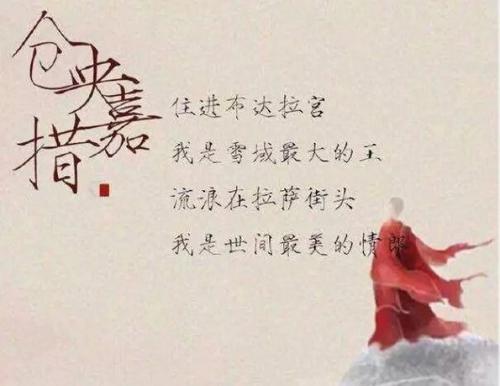 仓央嘉措
住进布达拉宫
我是雪域最大的王
流浪在拉萨街头
我是世间最美的情郎